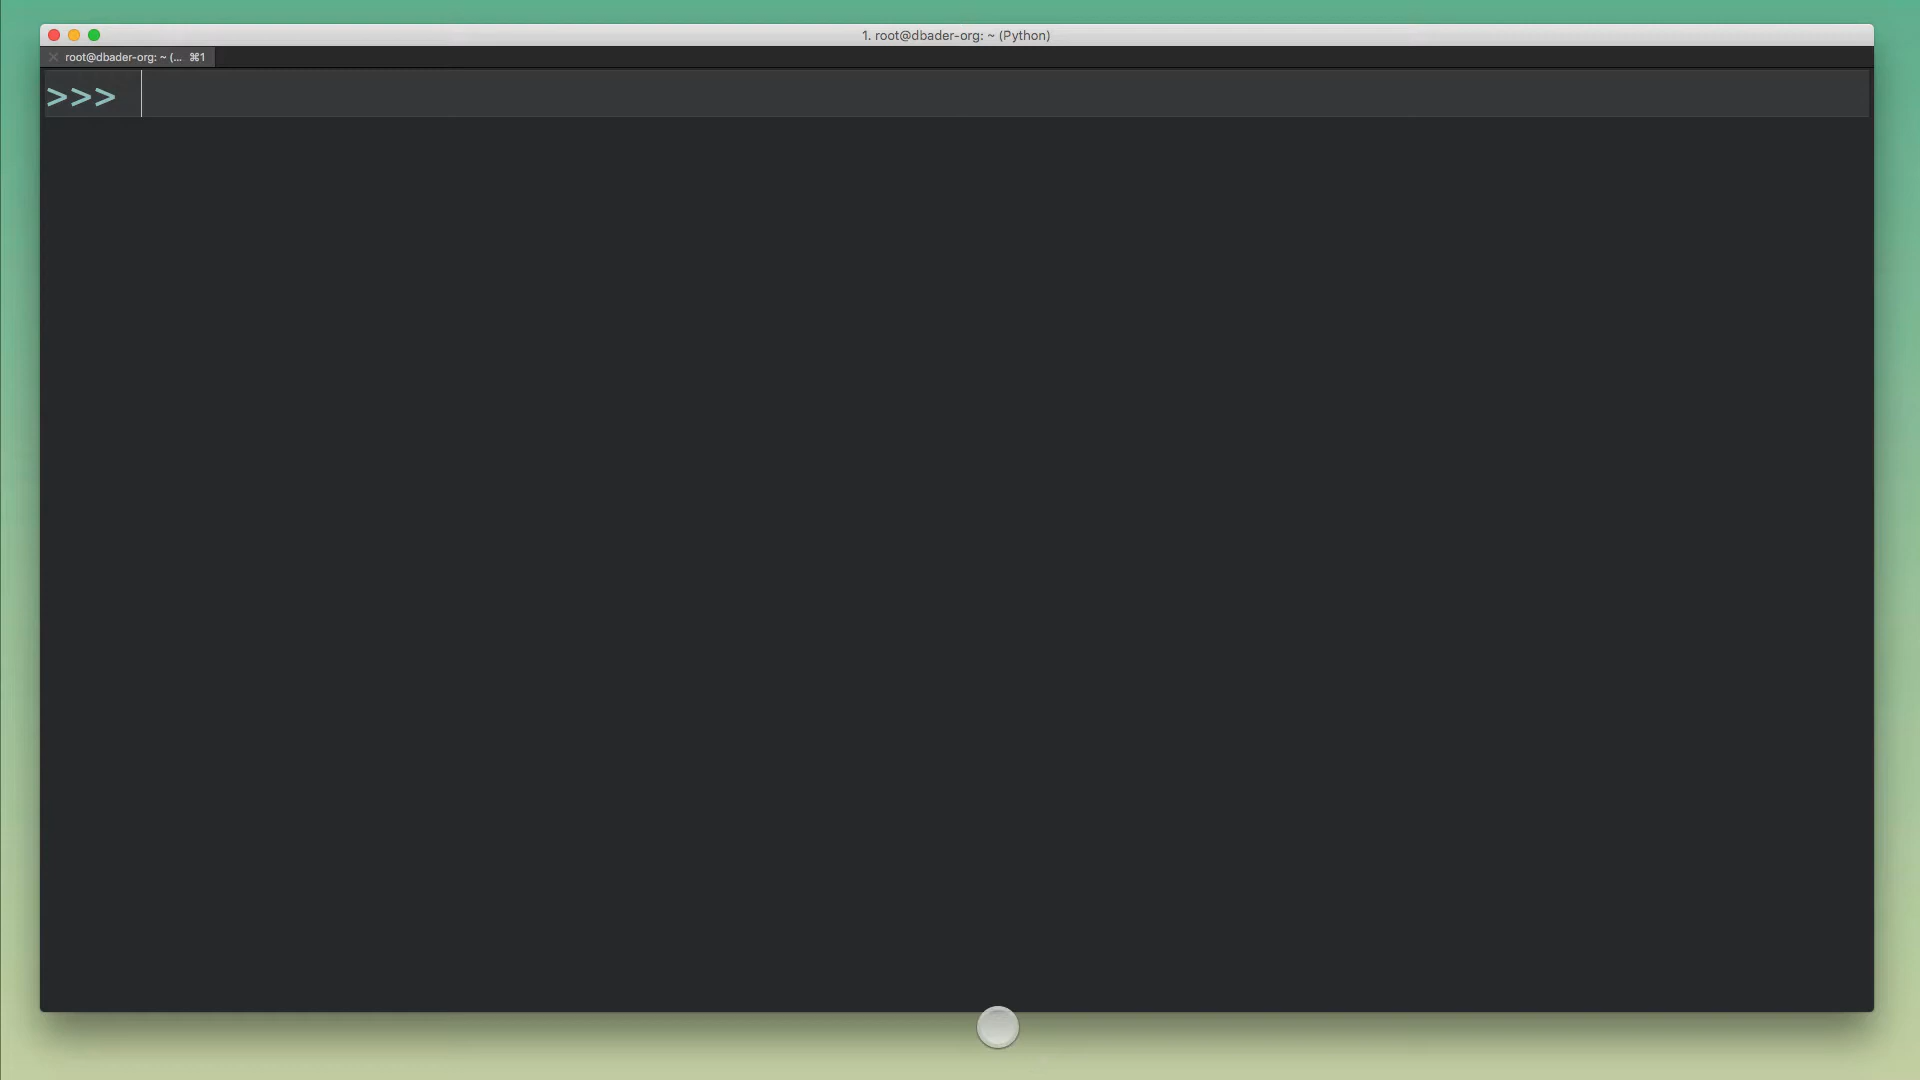 1. root@dbader-org: ~ (Python)
root@dbader-org: ~ (... ⌘1
>>>